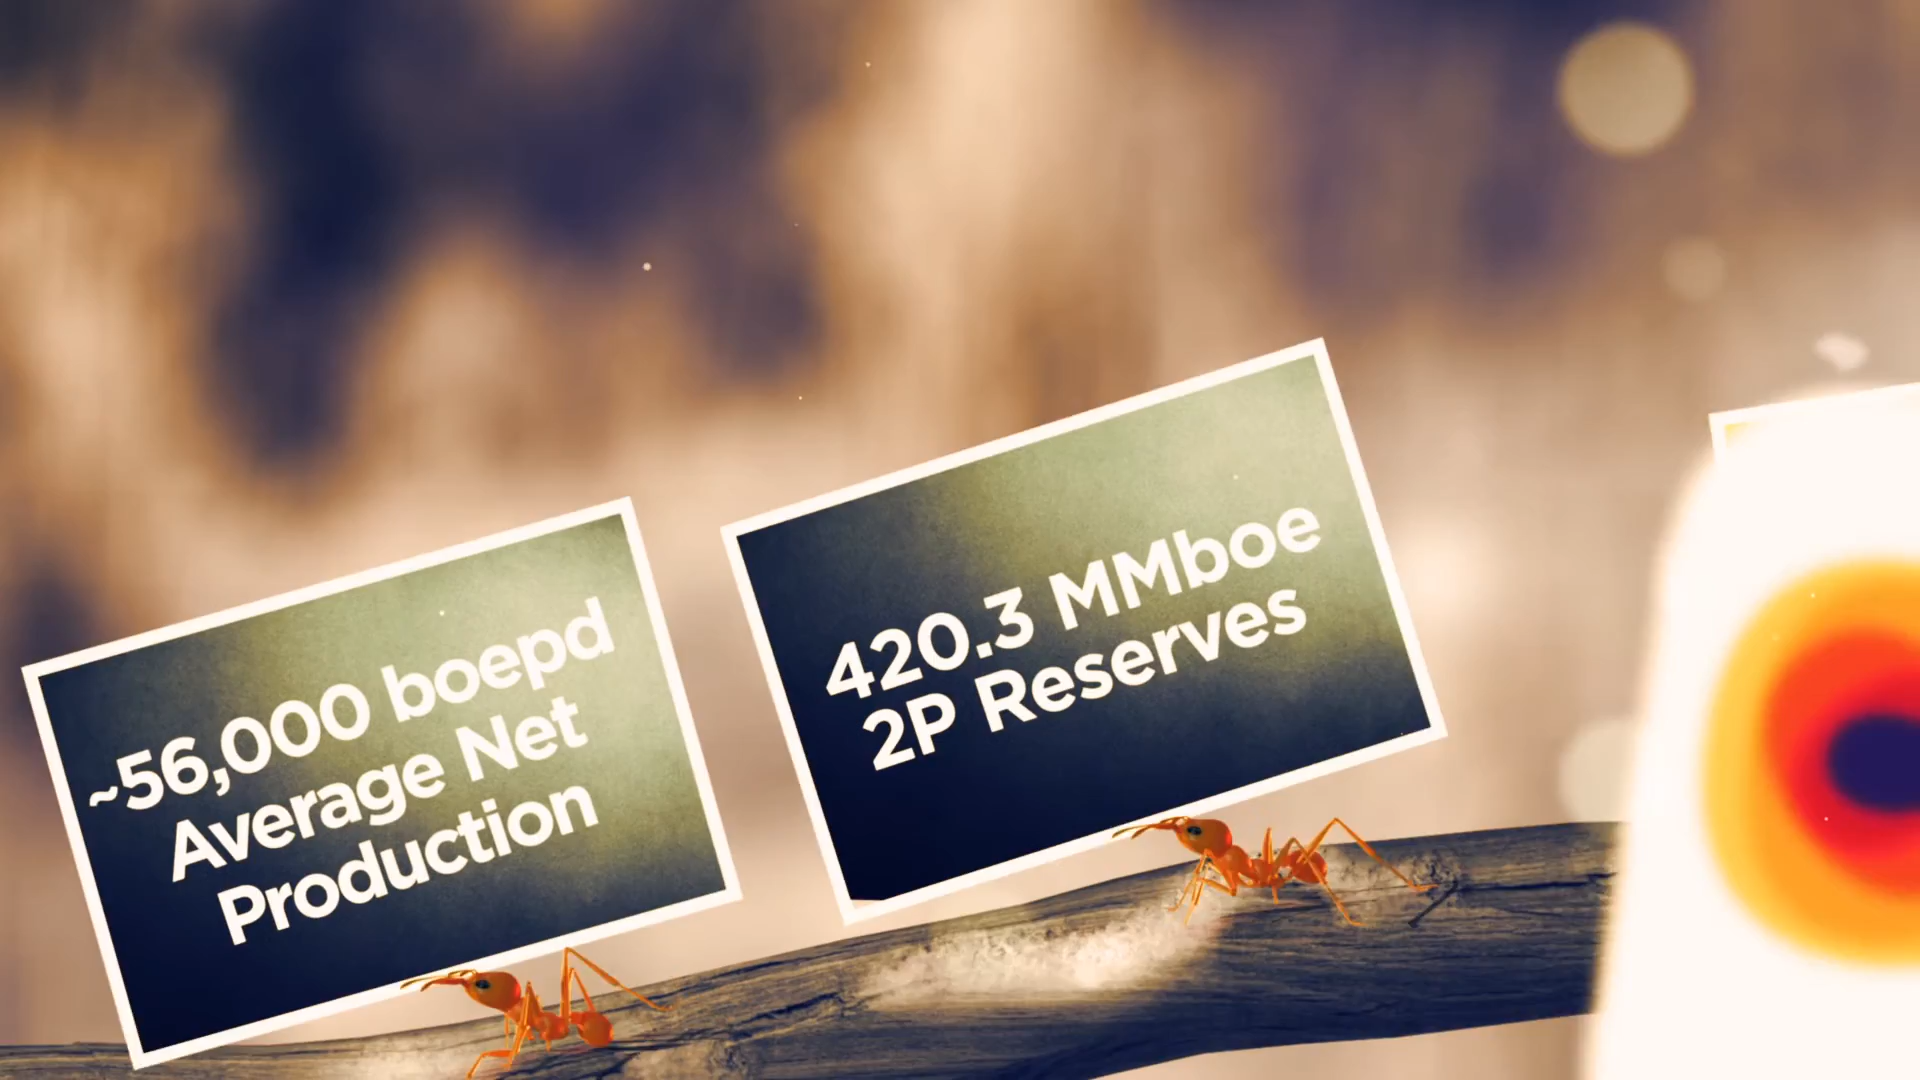 ~56,000 boepd
Average Net
Production
420.3 MMboe
2P Reserves